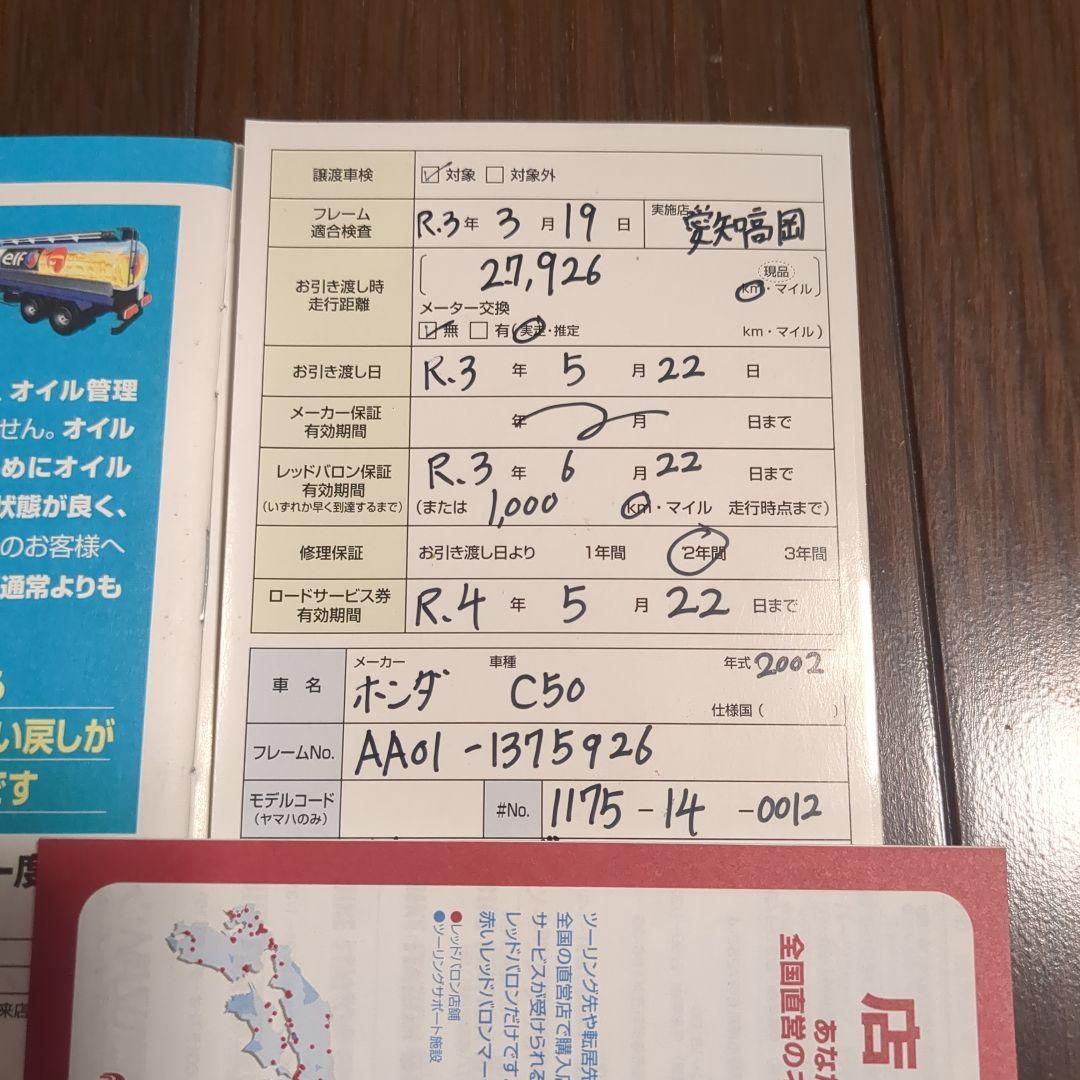 譲渡車検 ☑対象 □対象外
フレーム適合検査 R.3年 3月19日 実施店 愛知高岡
お引き渡し時走行距離 〔 27,926 現品 km・マイル 〕
メーター交換
☑無 □有(実走・推定 km・マイル)
お引き渡し日 R.3年 5月22日
メーカー保証有効期間 年 月 日まで
レッドバロン保証有効期間 R.3年 6月22日まで
(いずれか早く到達するまで) (または 1,000 km・マイル 走行時点まで)
修理保証 お引き渡し日より 1年間 2年間 3年間
ロードサービス券有効期間 R.4年 5月22日まで
車名 メーカー ホンダ 車種 C50 年式 2002
仕様国( )
フレームNo. AA01-1375926
モデルコード(ヤマハのみ) #No. 1175-14-0012
elf
オイル管理
せん。オイル
めにオイル
状態が良く、
のお客様へ
通常よりも
い戻しが
です
一度
来店
店
あな
全国直営の
ツーリング先や転居先
全国の直営店で購入
サービスが受けられる
レッドバロンだけです
赤いレッドバロンマー
●レッドバロン店舗
●ツーリングサポート施設